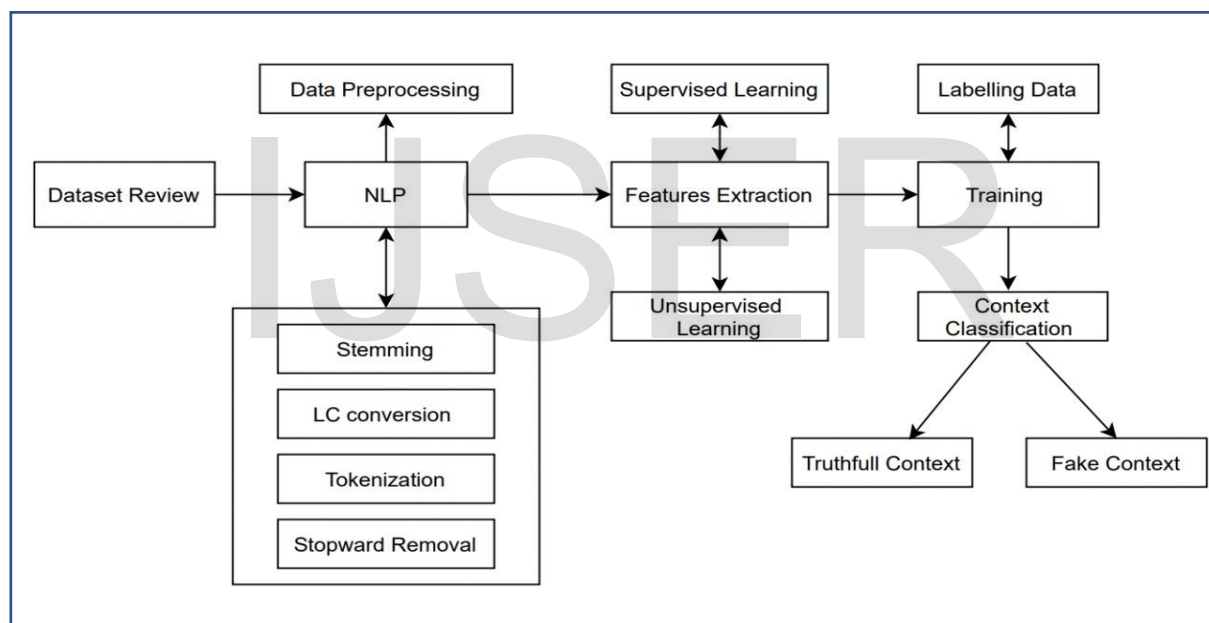 Data Preprocessing
Supervised Learning
Labelling Data
Dataset Review
NLP
Features Extraction
Training
IJSER
Unsupervised
Learning
Context
Classification
Stemming
LC conversion
Tokenization
Stopward Removal
Truthfull Context
Fake Context